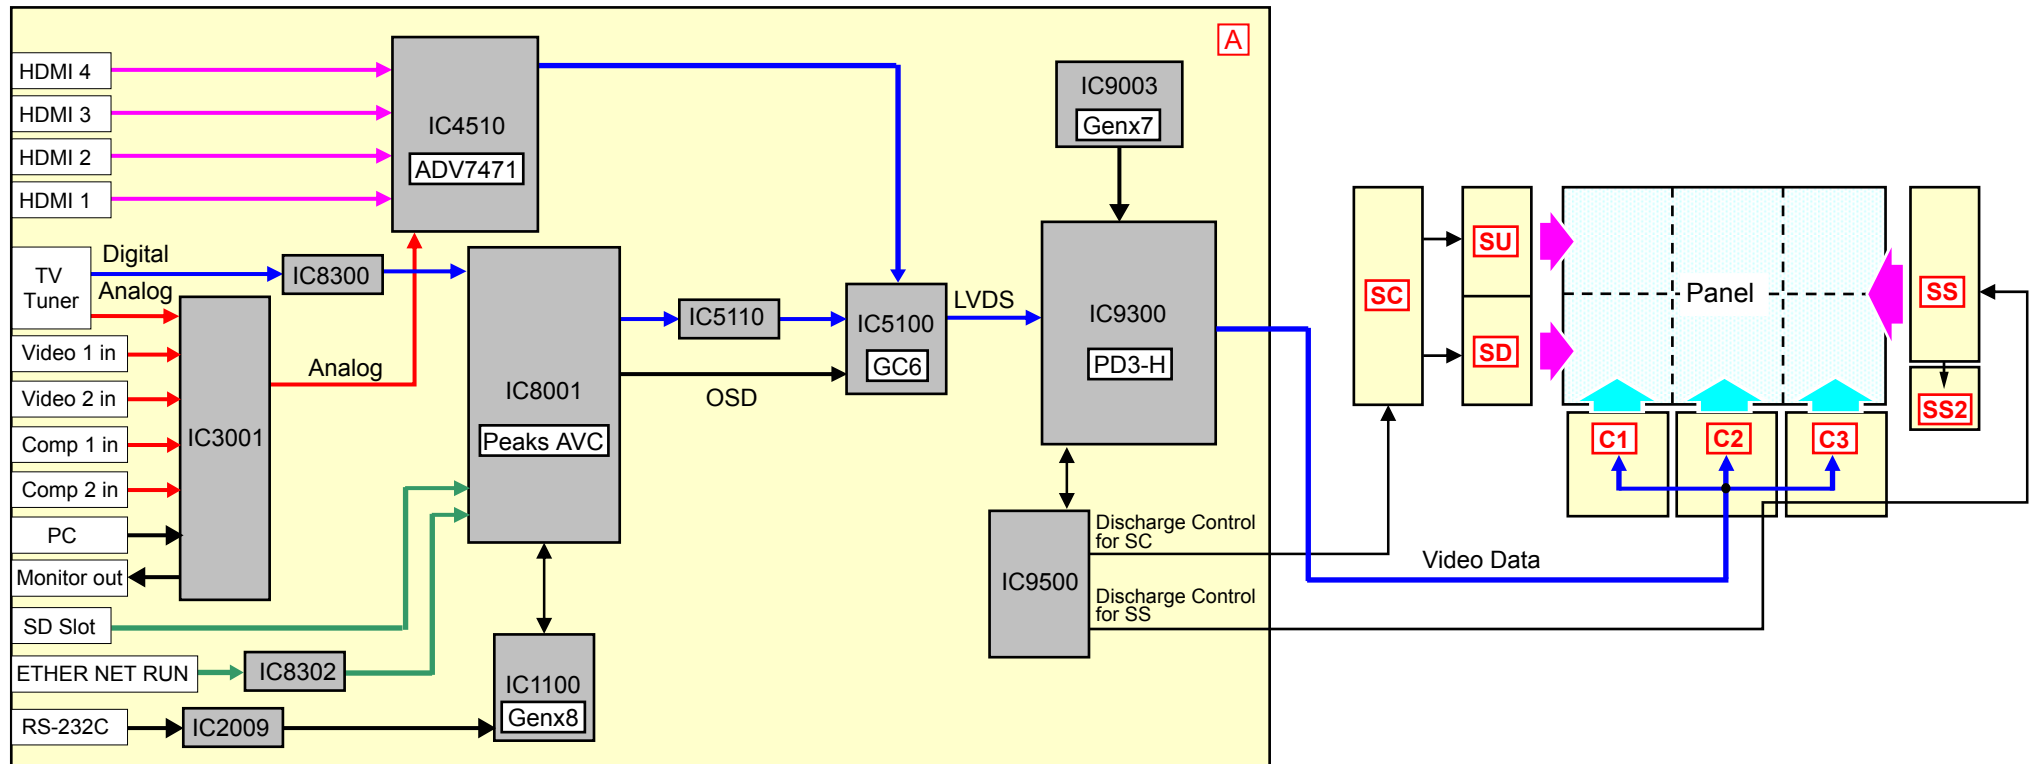 A
HDMI 4
HDMI 3
HDMI 2
HDMI 1
IC4510
ADV7471
IC9003
Genx7
TV
Tuner
Digital
Analog
IC8300
Video 1 in
Video 2 in
Comp 1 in
Comp 2 in
PC
Monitor out
SD Slot
ETHER NET RUN
RS-232C
IC3001
Analog
IC8001
Peaks AVC
IC5110
OSD
IC5100
GC6
LVDS
IC9300
PD3-H
IC8302
IC2009
IC1100
Genx8
IC9500
Discharge Control
for SC
Discharge Control
for SS
Video Data
SC
SU
SD
Panel
SS
SS2
C1
C2
C3